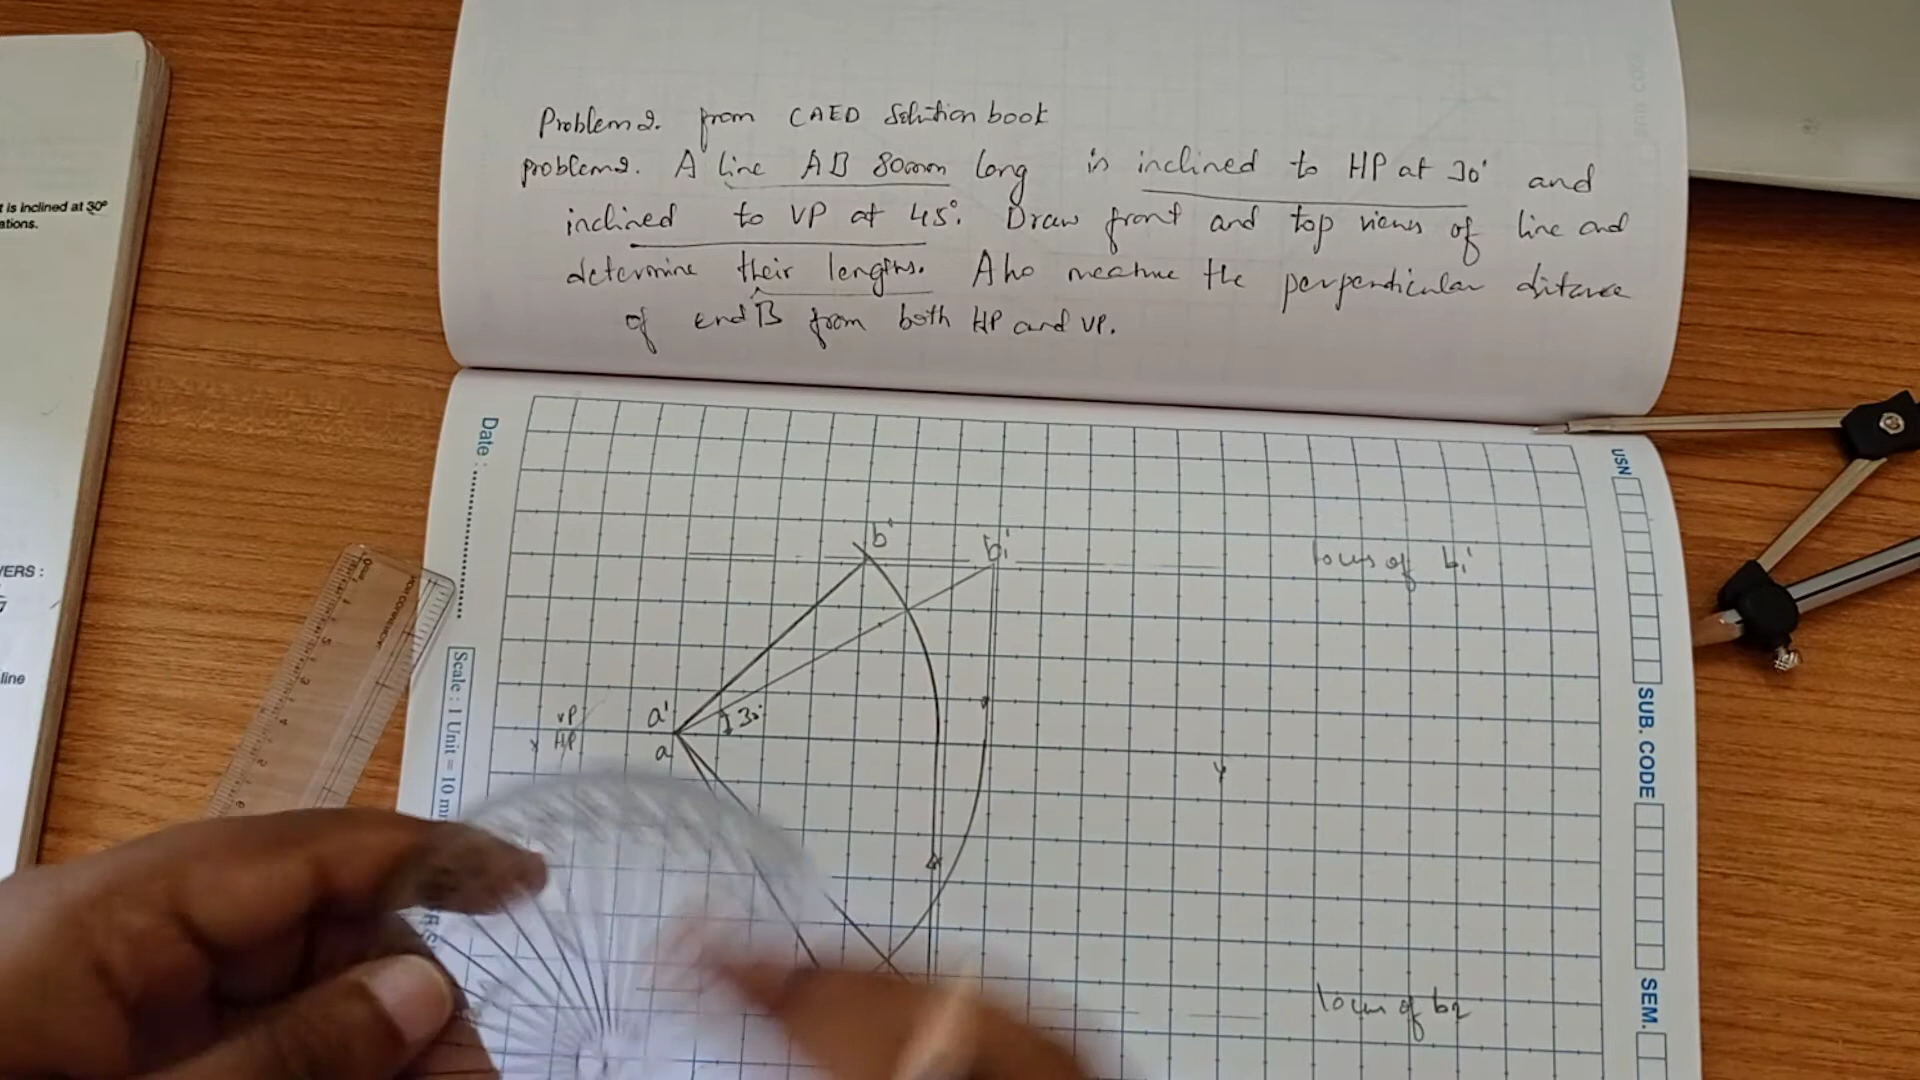 Problem 2. from CAED Solution book
problem 2. A line AB 80mm long is inclined to HP at 30° and
inclined to VP at 45°. Draw front and top views of line and
determine their lengths. Also measure the perpendicular distance
of end B from both HP and VP.
t is inclined at 30°
ations.
VERS :
line
Date :
USN
b'
b1'
locus of b1'
a'
30°
VP
HP
X
a
Y
Scale : 1 Unit = 10 m
SUB. CODE
locus of b2
SEM.